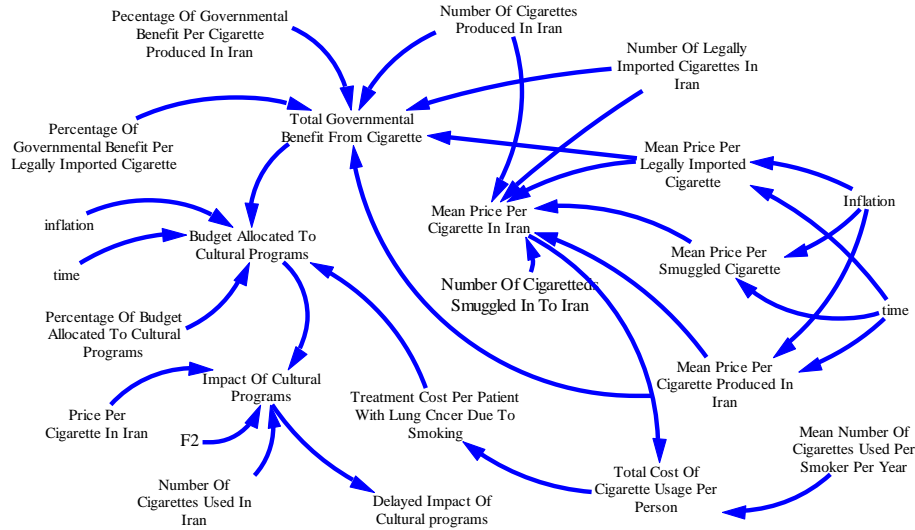 Pecentage Of Governmental
Benefit Per Cigarette
Produced In Iran
Number Of Cigarettes
Produced In Iran
Number Of Legally
Imported Cigarettes In
Iran
Percentage Of
Governmental Benefit Per
Legally Imported Cigarette
Total Governmental
Benefit From Cigarette
Mean Price Per
Legally Imported
Cigarette
Inflation
inflation
time
Budget Allocated To
Cultural Programs
Mean Price Per
Cigarette In Iran
Mean Price Per
Smuggled Cigarette
Number Of Cigaretteds
Smuggled In To Iran
time
Percentage Of Budget
Allocated To Cultural
Programs
Impact Of Cultural
Programs
Mean Price Per
Cigarette Produced In
Iran
Price Per
Cigarette In Iran
Treatment Cost Per Patient
With Lung Cncer Due To
Smoking
F2
Mean Number Of
Cigarettes Used Per
Smoker Per Year
Number Of
Cigarettes Used In
Iran
Delayed Impact Of
Cultural programs
Total Cost Of
Cigarette Usage Per
Person